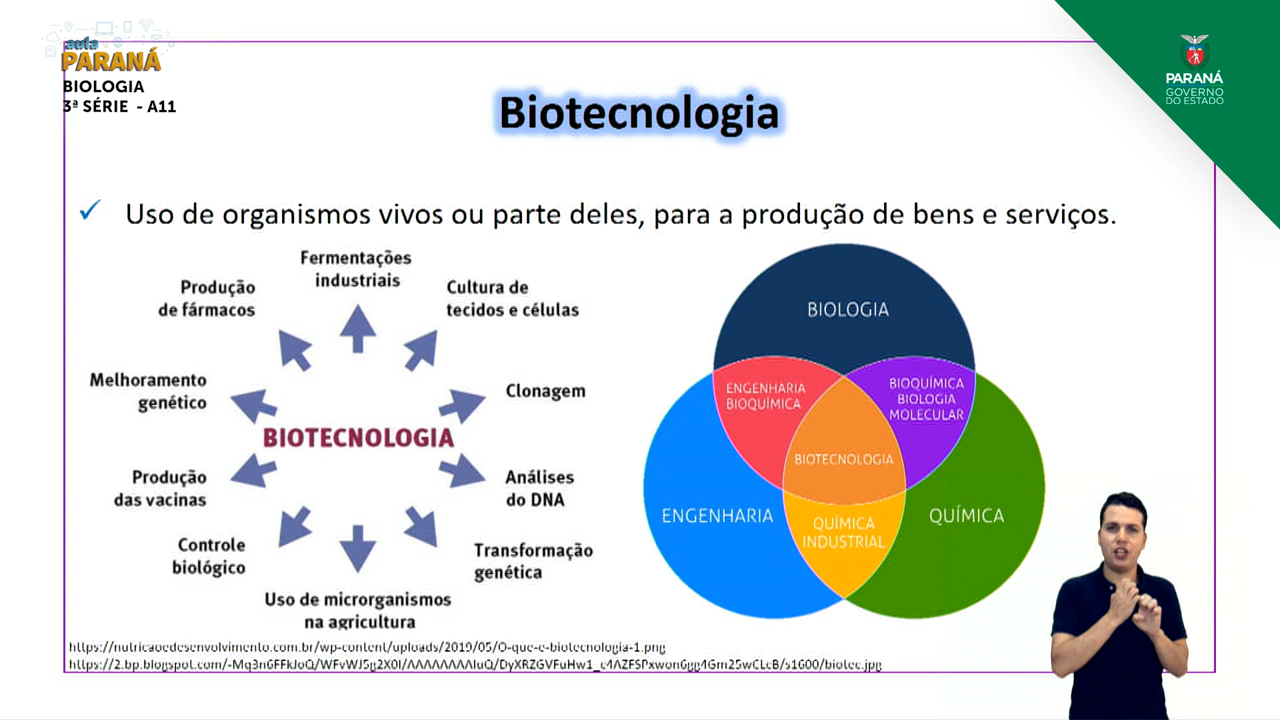 aula
PARANÁ
BIOLOGIA
3ª SÉRIE - A11
PARANÁ
GOVERNO
DO ESTADO
Biotecnologia
✓ Uso de organismos vivos ou parte deles, para a produção de bens e serviços.
Fermentações
industriais
Produção
de fármacos
Cultura de
tecidos e células
Melhoramento
genético
Clonagem
BIOTECNOLOGIA
Produção
das vacinas
Análises
do DNA
Controle
biológico
Transformação
genética
Uso de microrganismos
na agricultura
BIOLOGIA
ENGENHARIA
BIOQUÍMICA
BIOQUÍMICA
BIOLOGIA
MOLECULAR
BIOTECNOLOGIA
ENGENHARIA
QUÍMICA
INDUSTRIAL
QUÍMICA
https://nutricaoedesenvolvimento.com.br/wp-content/uploads/2019/05/O-que-e-biotecnologia-1.png